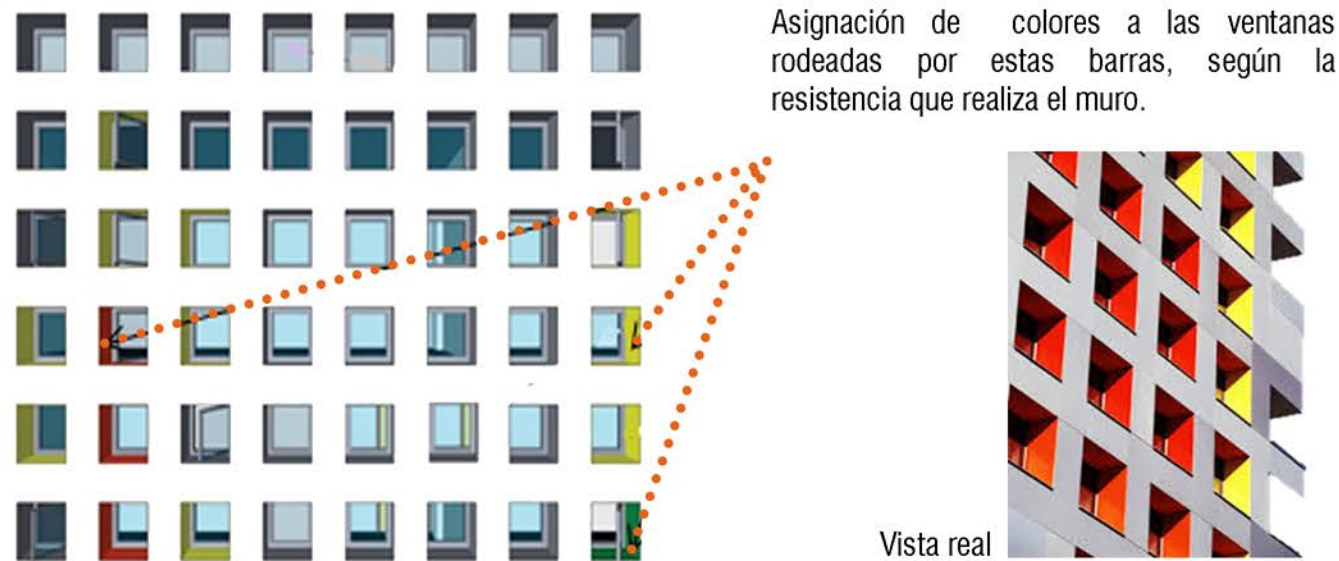 Asignación de colores a las ventanas
rodeadas por estas barras, según la
resistencia que realiza el muro.
Vista real